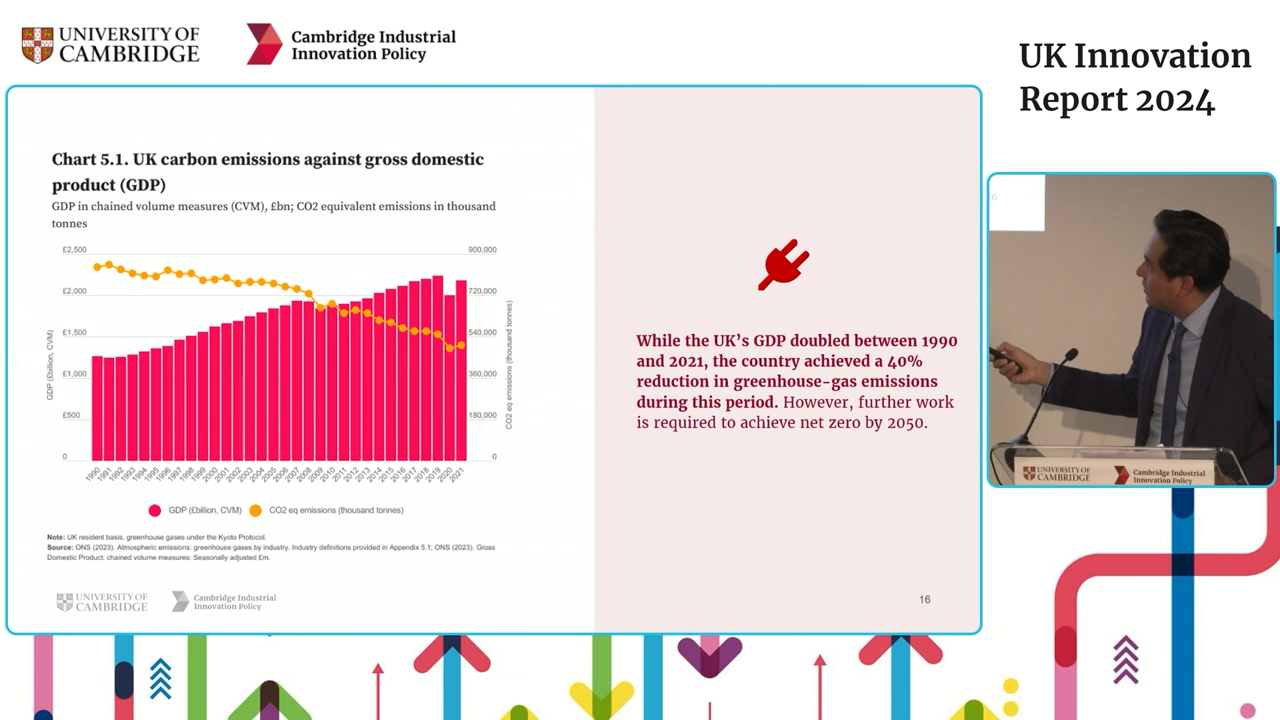 UNIVERSITY OF
CAMBRIDGE
Cambridge Industrial
Innovation Policy
UK Innovation
Report 2024
Chart 5.1. UK carbon emissions against gross domestic
product (GDP)
GDP in chained volume measures (CVM), £bn; CO2 equivalent emissions in thousand
tonnes
£2,500
£2,000
£1,500
£1,000
£500
0
GDP (£billion, CVM)
900,000
720,000
540,000
360,000
180,000
0
CO2 eq emissions (thousand tonnes)
1990 1991 1992 1993 1994 1995 1996 1997 1998 1999 2000 2001 2002 2003 2004 2005 2006 2007 2008 2009 2010 2011 2012 2013 2014 2015 2016 2017 2018 2019 2020 2021
GDP (£billion, CVM) CO2 eq emissions (thousand tonnes)
Note: UK resident basis, greenhouse gases under the Kyoto Protocol.
Source: ONS (2023). Atmospheric emissions: greenhouse gases by industry. Industry definitions provided in Appendix 5.1; ONS (2023). Gross
Domestic Product: chained volume measures: Seasonally adjusted £m.
UNIVERSITY OF
CAMBRIDGE
Cambridge Industrial
Innovation Policy
While the UK's GDP doubled between 1990
and 2021, the country achieved a 40%
reduction in greenhouse-gas emissions
during this period. However, further work
is required to achieve net zero by 2050.
16
6
UNIVERSITY OF
CAMBRIDGE
Cambridge Industrial
Innovation Policy